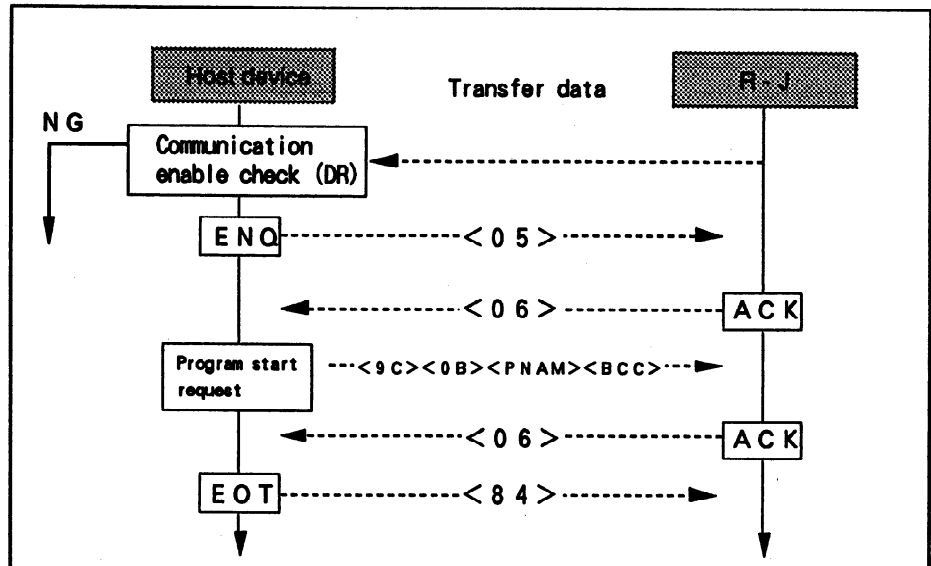 Host device
Transfer data
R-J
NG
Communication
enable check (DR)
ENQ
<05>
<06>
ACK
Program start
request
<9C><0B><PNAM><BCC>
<06>
ACK
EOT
<84>